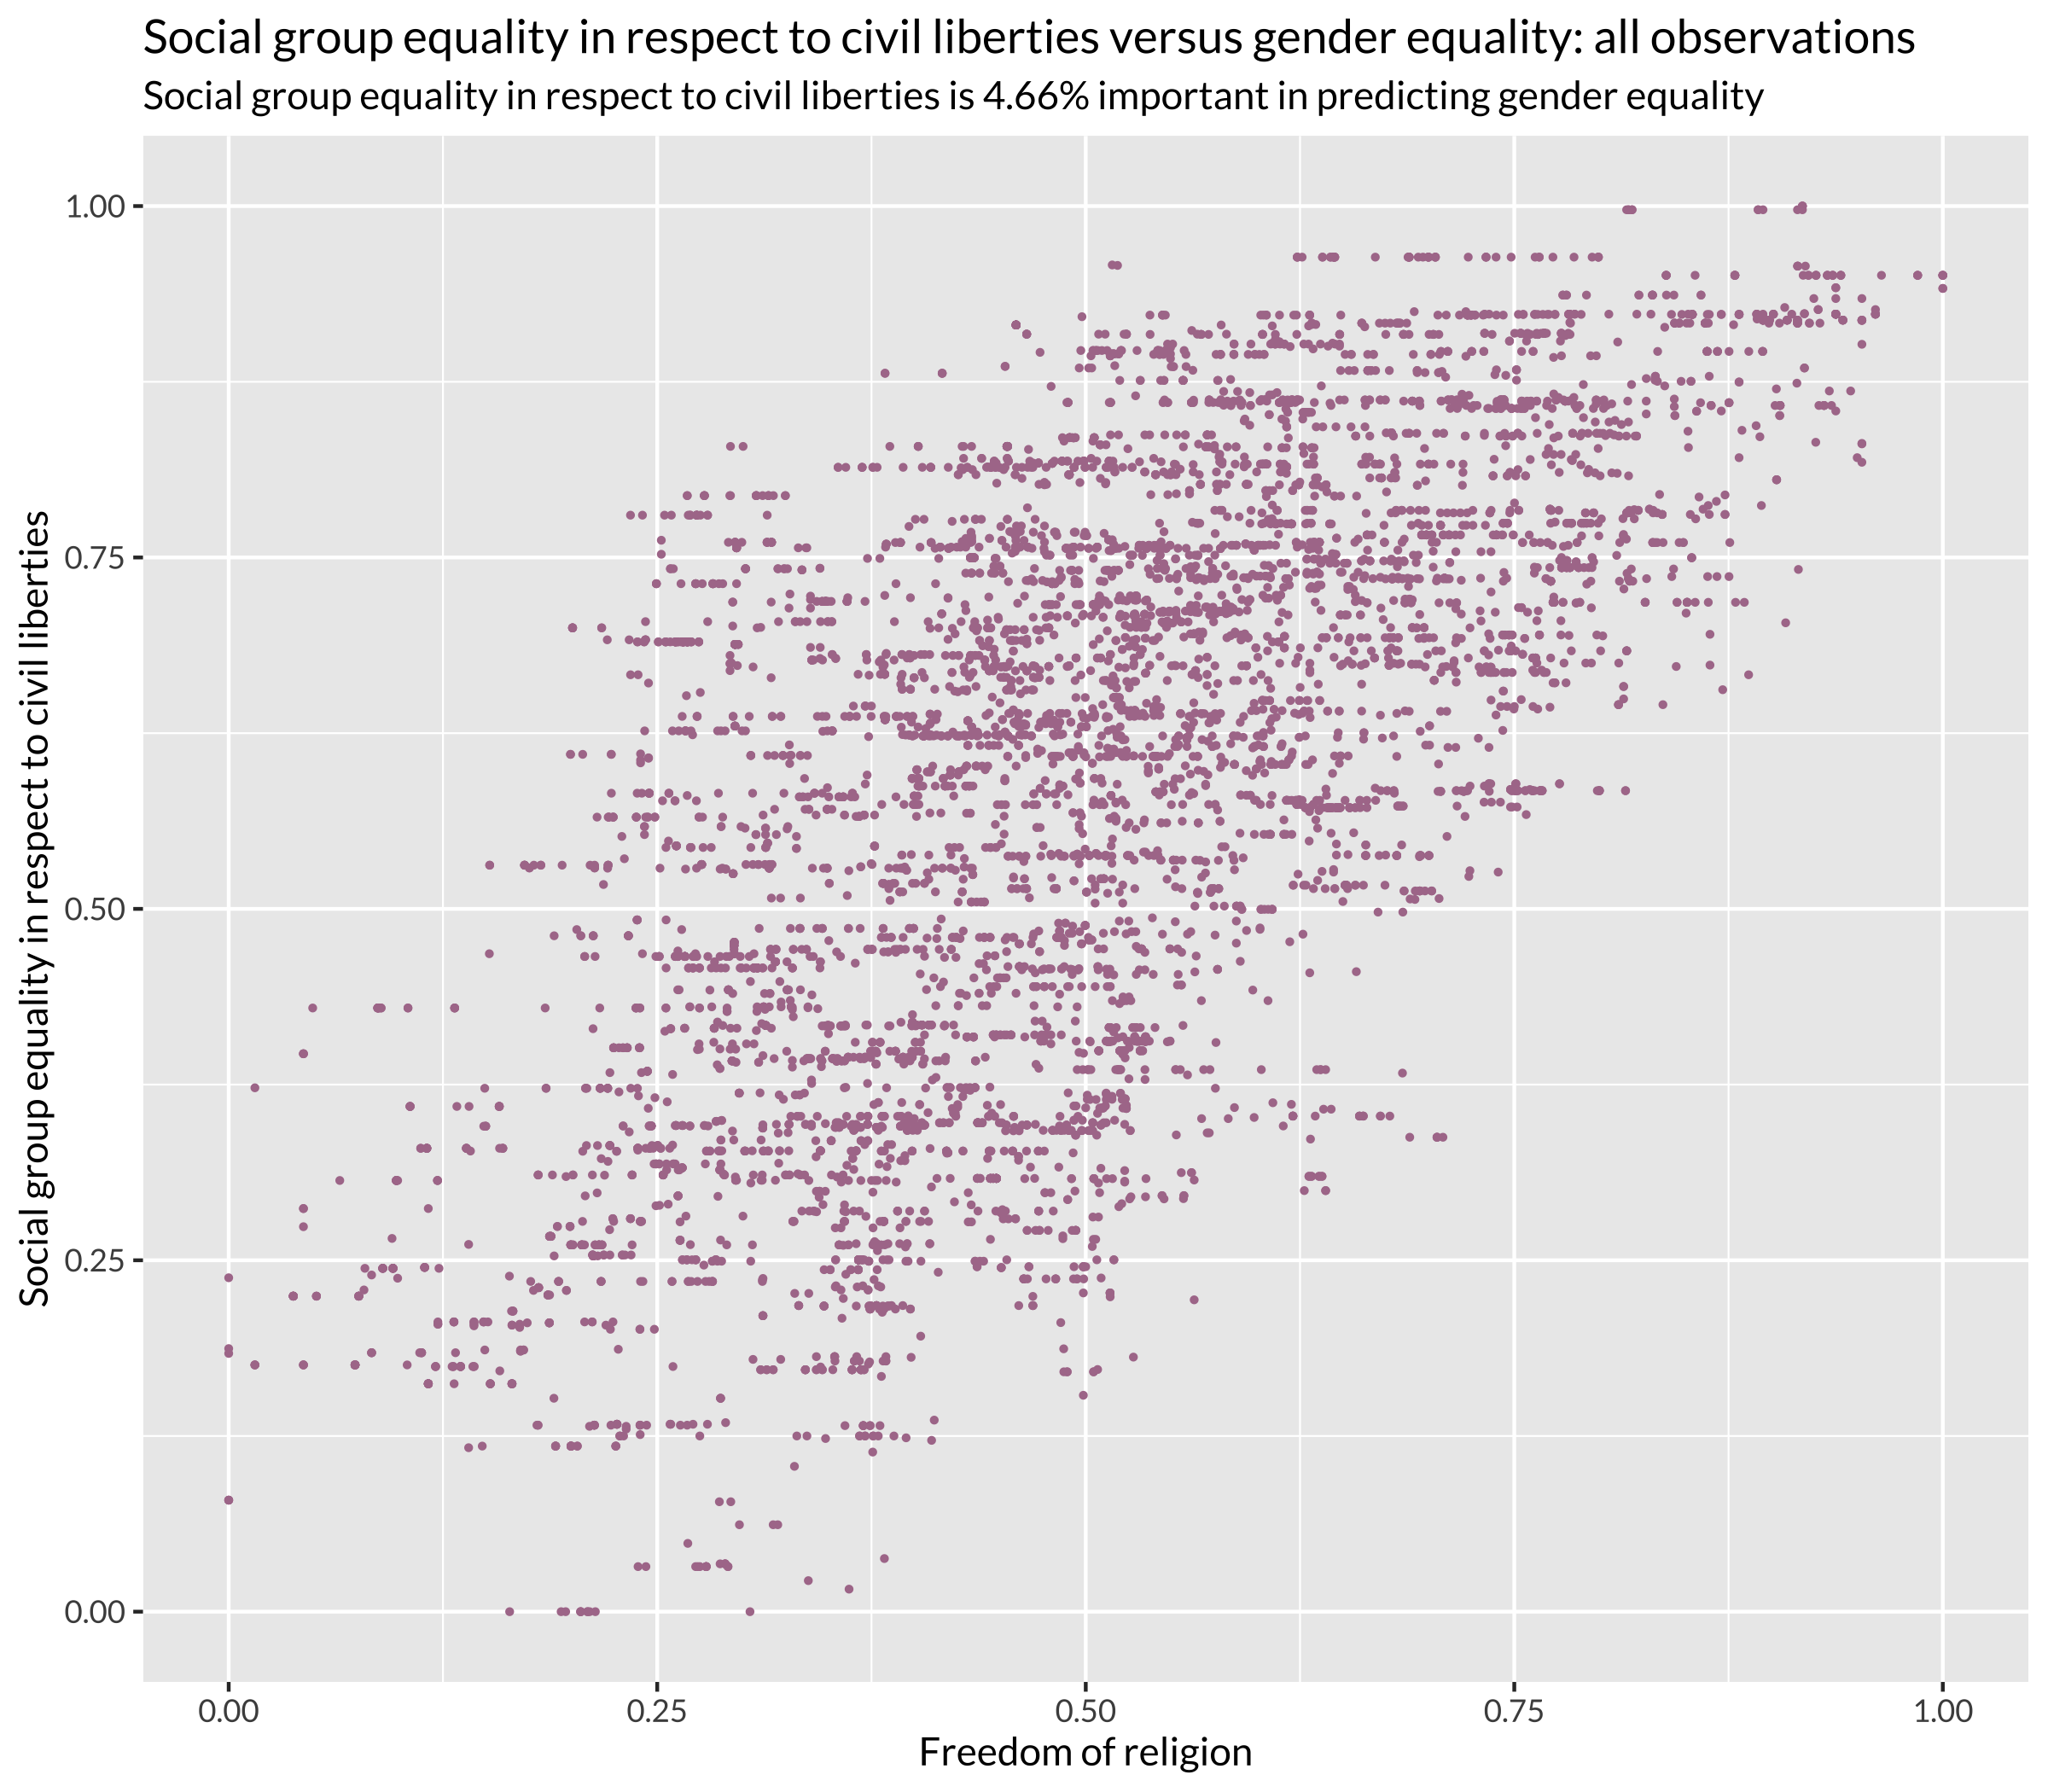 Social group equality in respect to civil liberties versus gender equality: all observations
Social group equality in respect to civil liberties is 4.66% important in predicting gender equality
Social group equality in respect to civil liberties
1.00
0.75
0.50
0.25
0.00
0.00
0.25
0.50
0.75
1.00
Freedom of religion